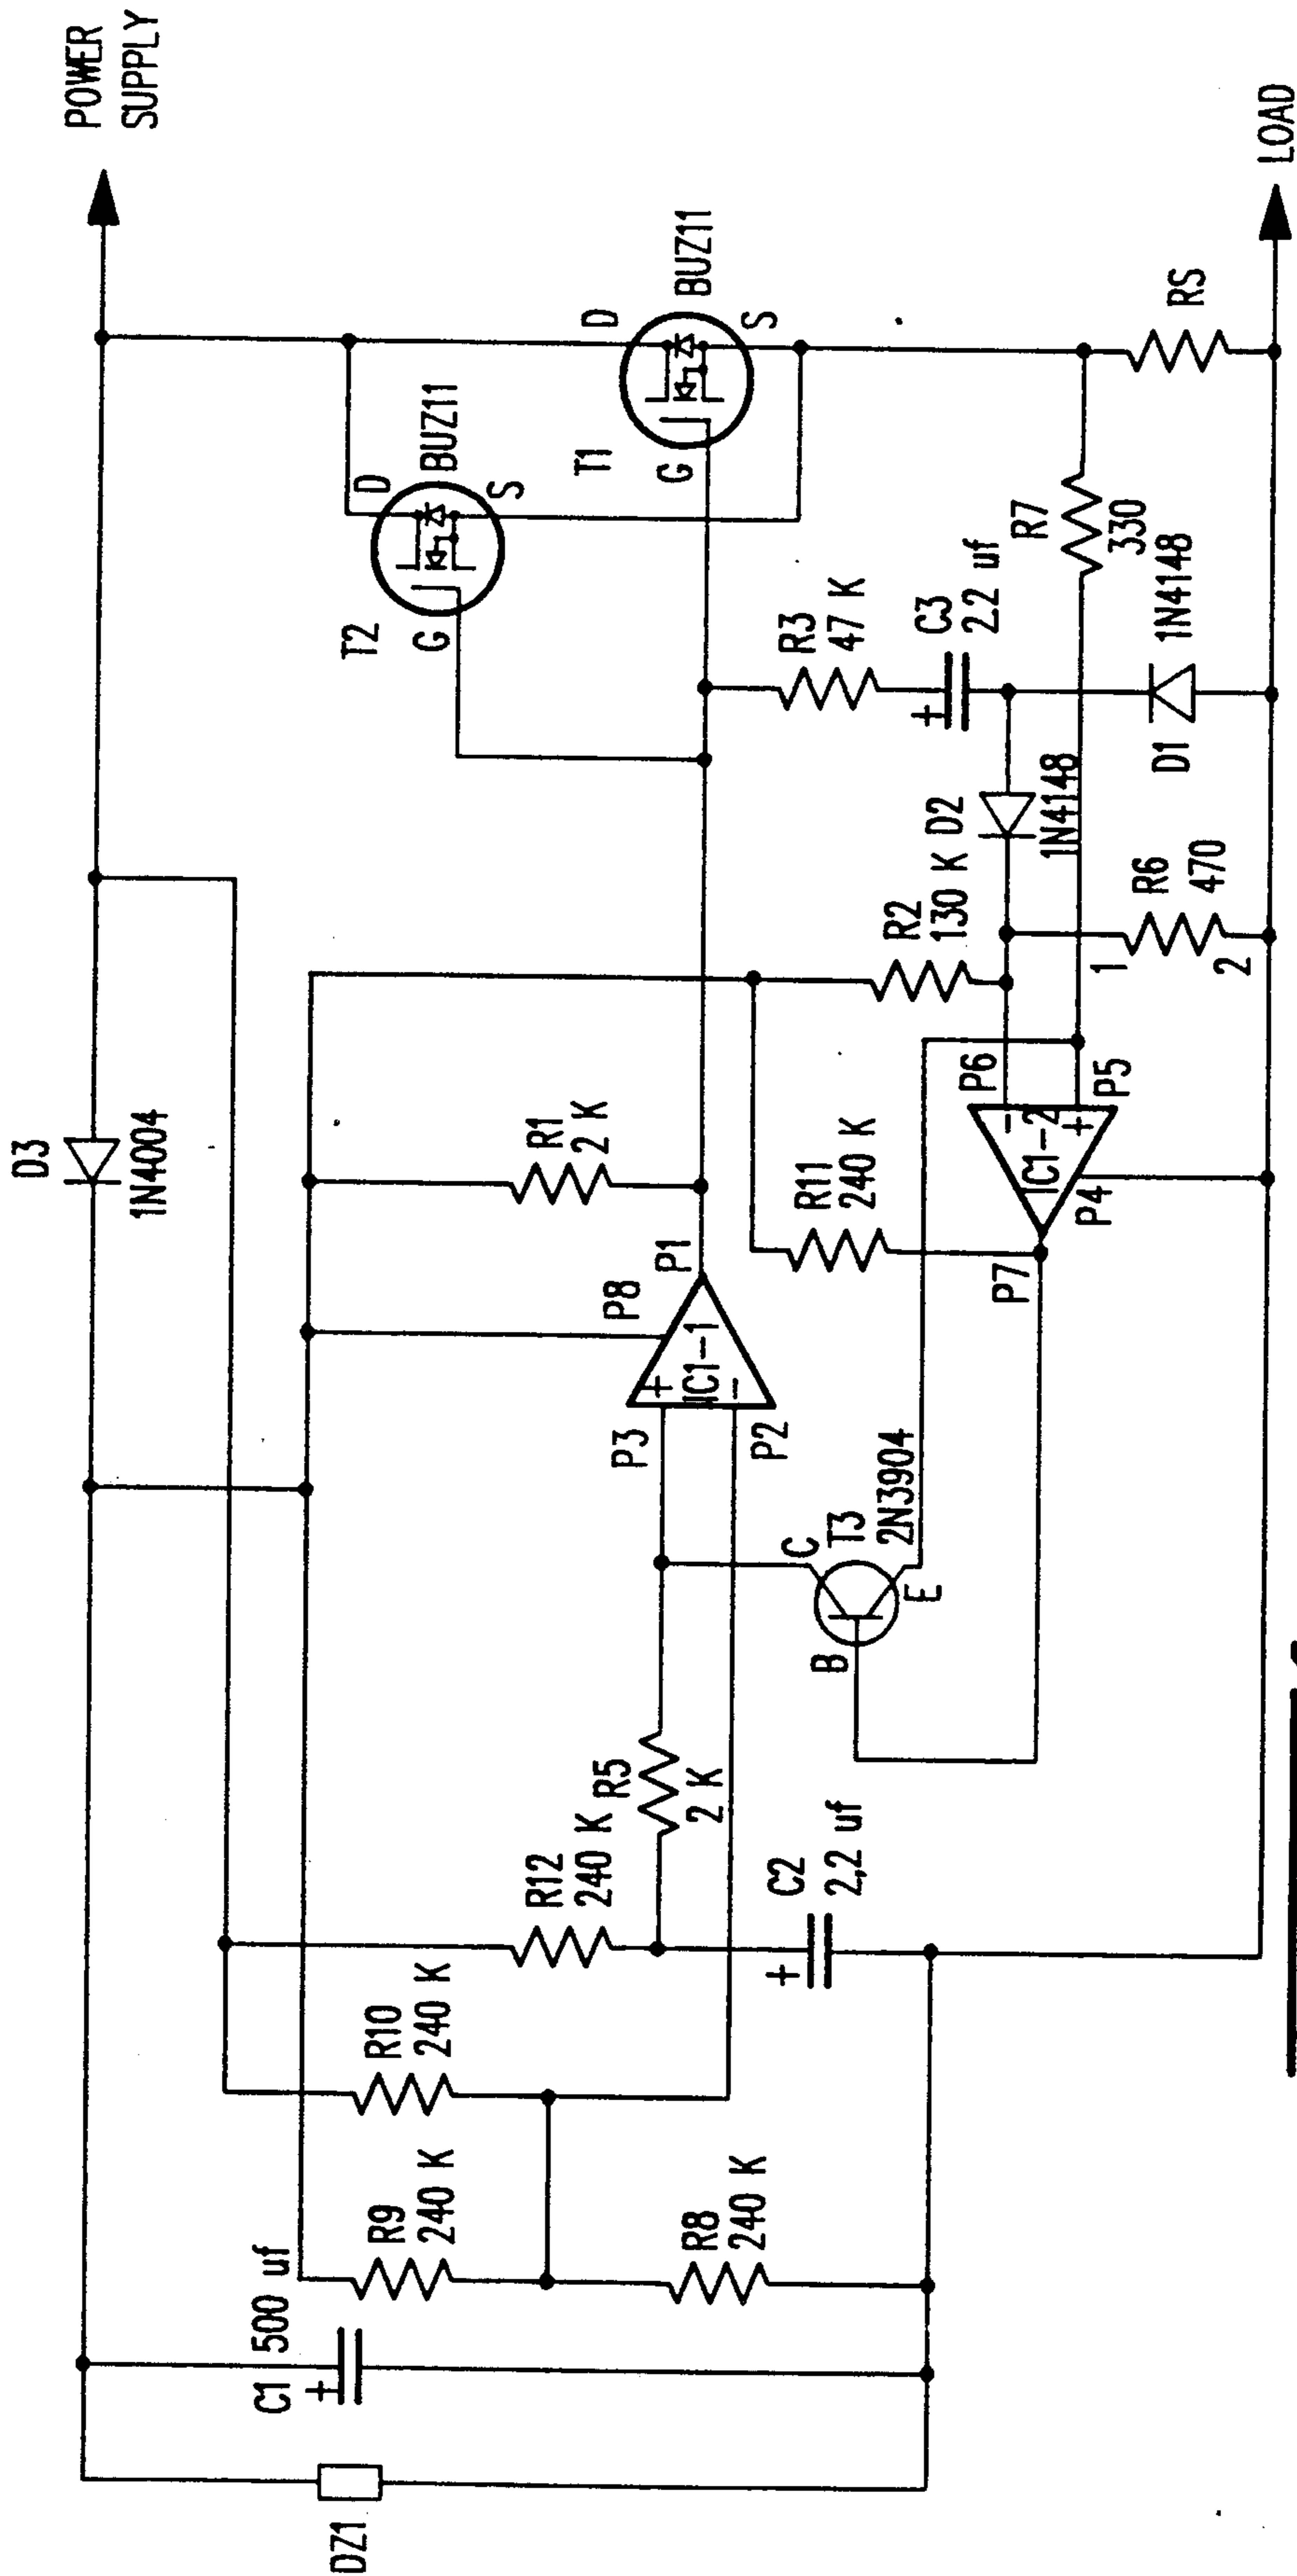 POWER
SUPPLY
D3
1N4004
D
BUZ11
T2
G
S
D
BUZ11
T1
G
S
R1
2 K
R3
47 K
C3
22 uf
+
R7
330
RS
LOAD
D1
1N4148
D2
1N4148
R2
130 K
R6
470
1
2
R11
240 K
P6
P5
-
+
IC1-2
P4
P7
P8
P1
IC1-1
+
-
P3
P2
C
T3
2N3904
B
E
R5
2 K
R12
240 K
C2
2,2 uf
+
R10
240 K
R9
240 K
R8
240 K
C1
500 uf
+
DZ1